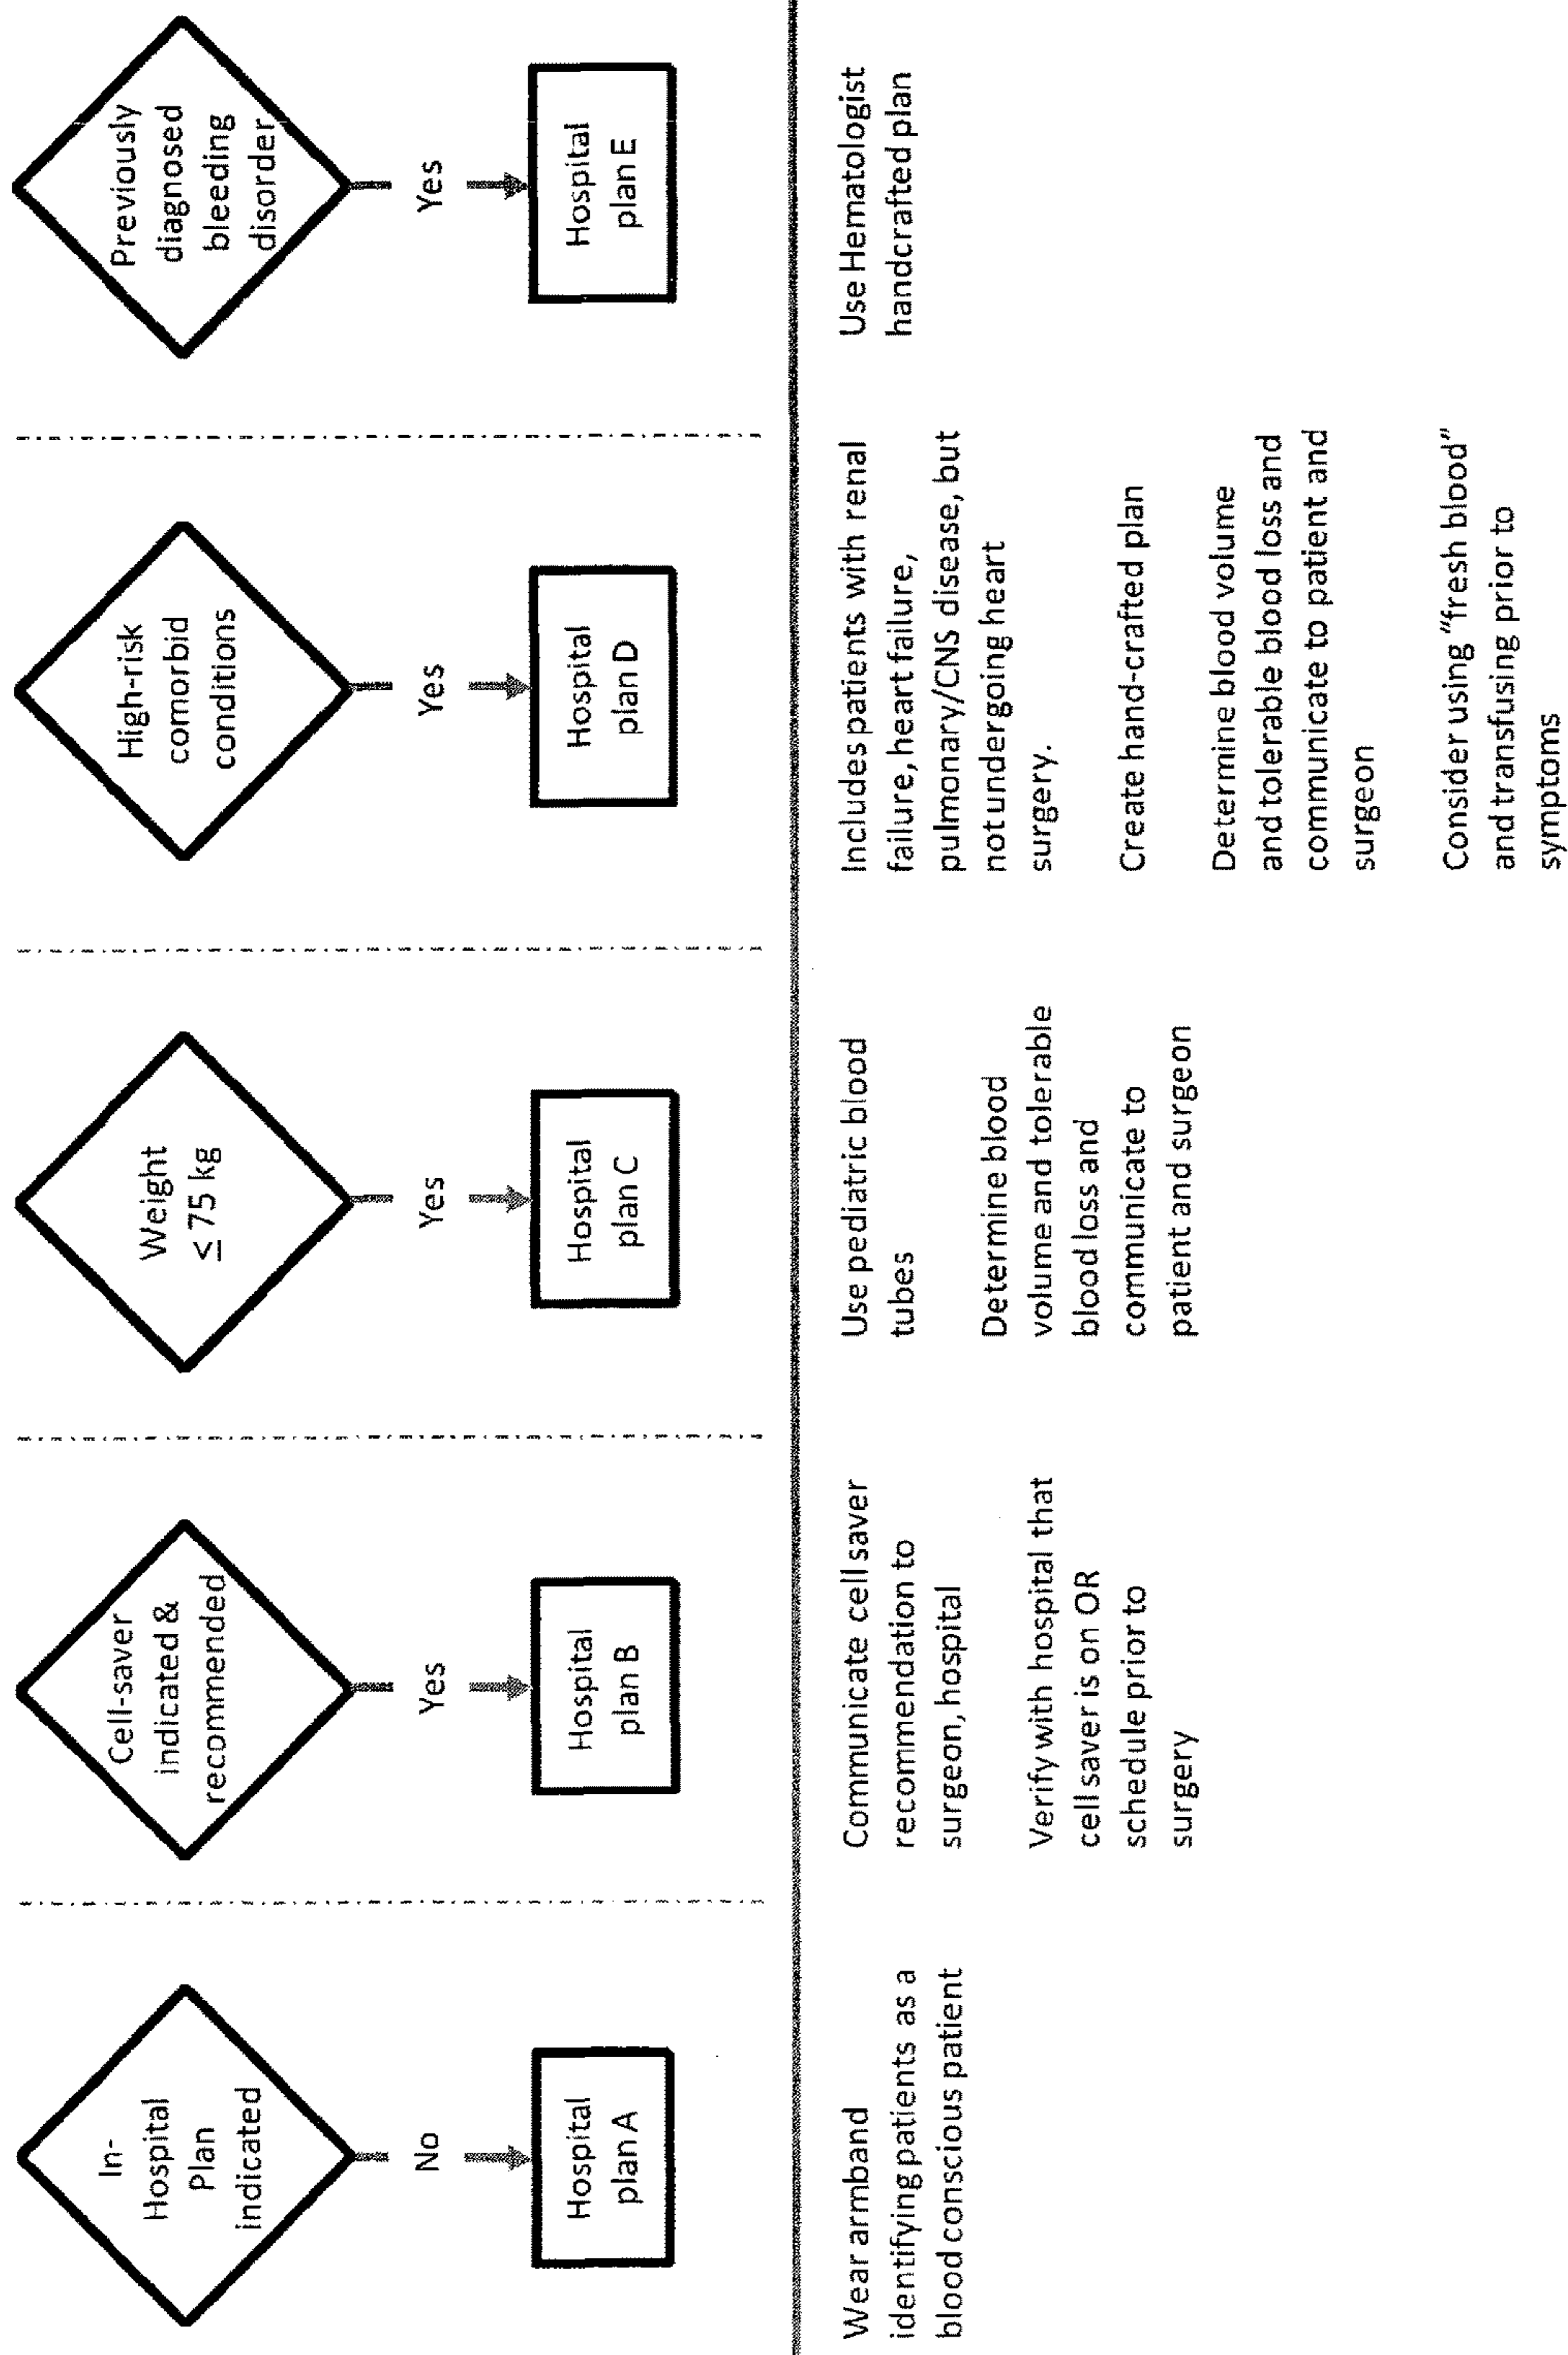 In-
Hospital
Plan
indicated
No
Hospital
plan A
Wear armband
identifying patients as a
blood conscious patient
Cell-saver
indicated &
recommended
Yes
Hospital
plan B
Communicate cell saver
recommendation to
surgeon, hospital
Verify with hospital that
cell saver is on OR
schedule prior to
surgery
Weight
≤ 75 kg
Yes
Hospital
plan C
Use pediatric blood
tubes
Determine blood
volume and tolerable
blood loss and
communicate to
patient and surgeon
High-risk
comorbid
conditions
Yes
Hospital
plan D
Includes patients with renal
failure, heart failure,
pulmonary/CNS disease, but
not undergoing heart
surgery.
Create hand-crafted plan
Determine blood volume
and tolerable blood loss and
communicate to patient and
surgeon
Consider using "fresh blood"
and transfusing prior to
symptoms
Previously
diagnosed
bleeding
disorder
Yes
Hospital
plan E
Use Hematologist
handcrafted plan